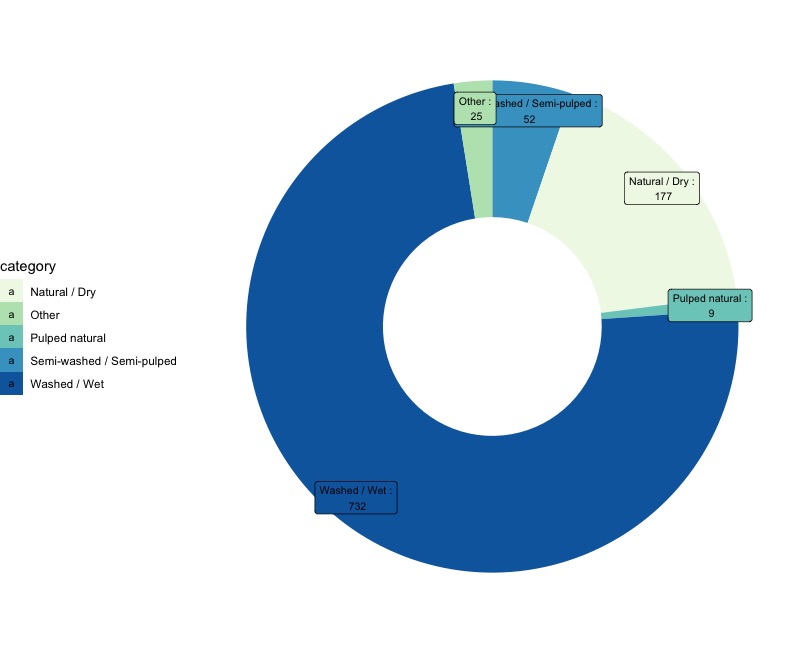 category
a Natural / Dry
a Other
a Pulped natural
a Semi-washed / Semi-pulped
a Washed / Wet
Other :
25
/ Semi-pulped :
52
Natural / Dry :
177
Pulped natural :
9
Washed / Wet :
732